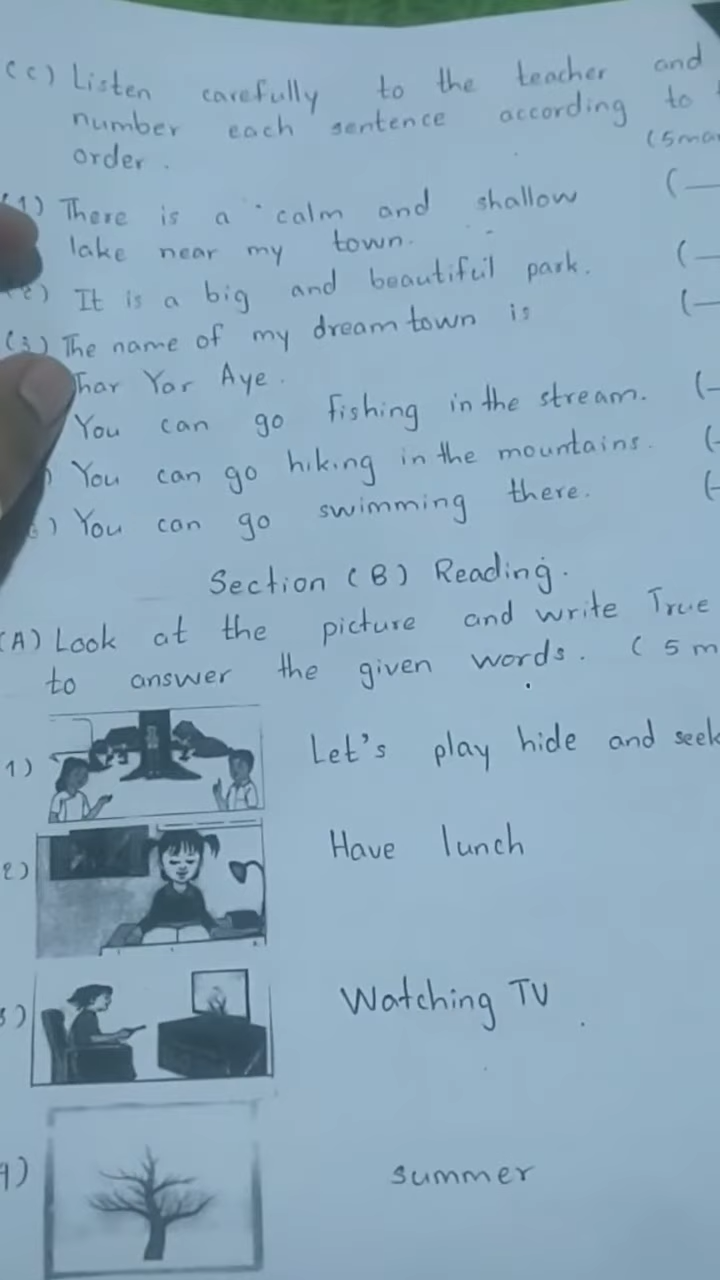 (c) Listen carefully to the teacher and
number each sentence according to
order. (5
(1) There is a calm and shallow (—
lake near my town.
(2) It is a big and beautiful park. (—
(3) The name of my dream town is (—
Thar Yar Aye.
You can go fishing in the stream. (—
) You can go hiking in the mountains. (—
) You can go swimming there. (—
Section (B) Reading.
(A) Look at the picture and write True
to answer the given words. (5 m
1) Let's play hide and seek
2) Have lunch
3) Watching TV.
4) summer